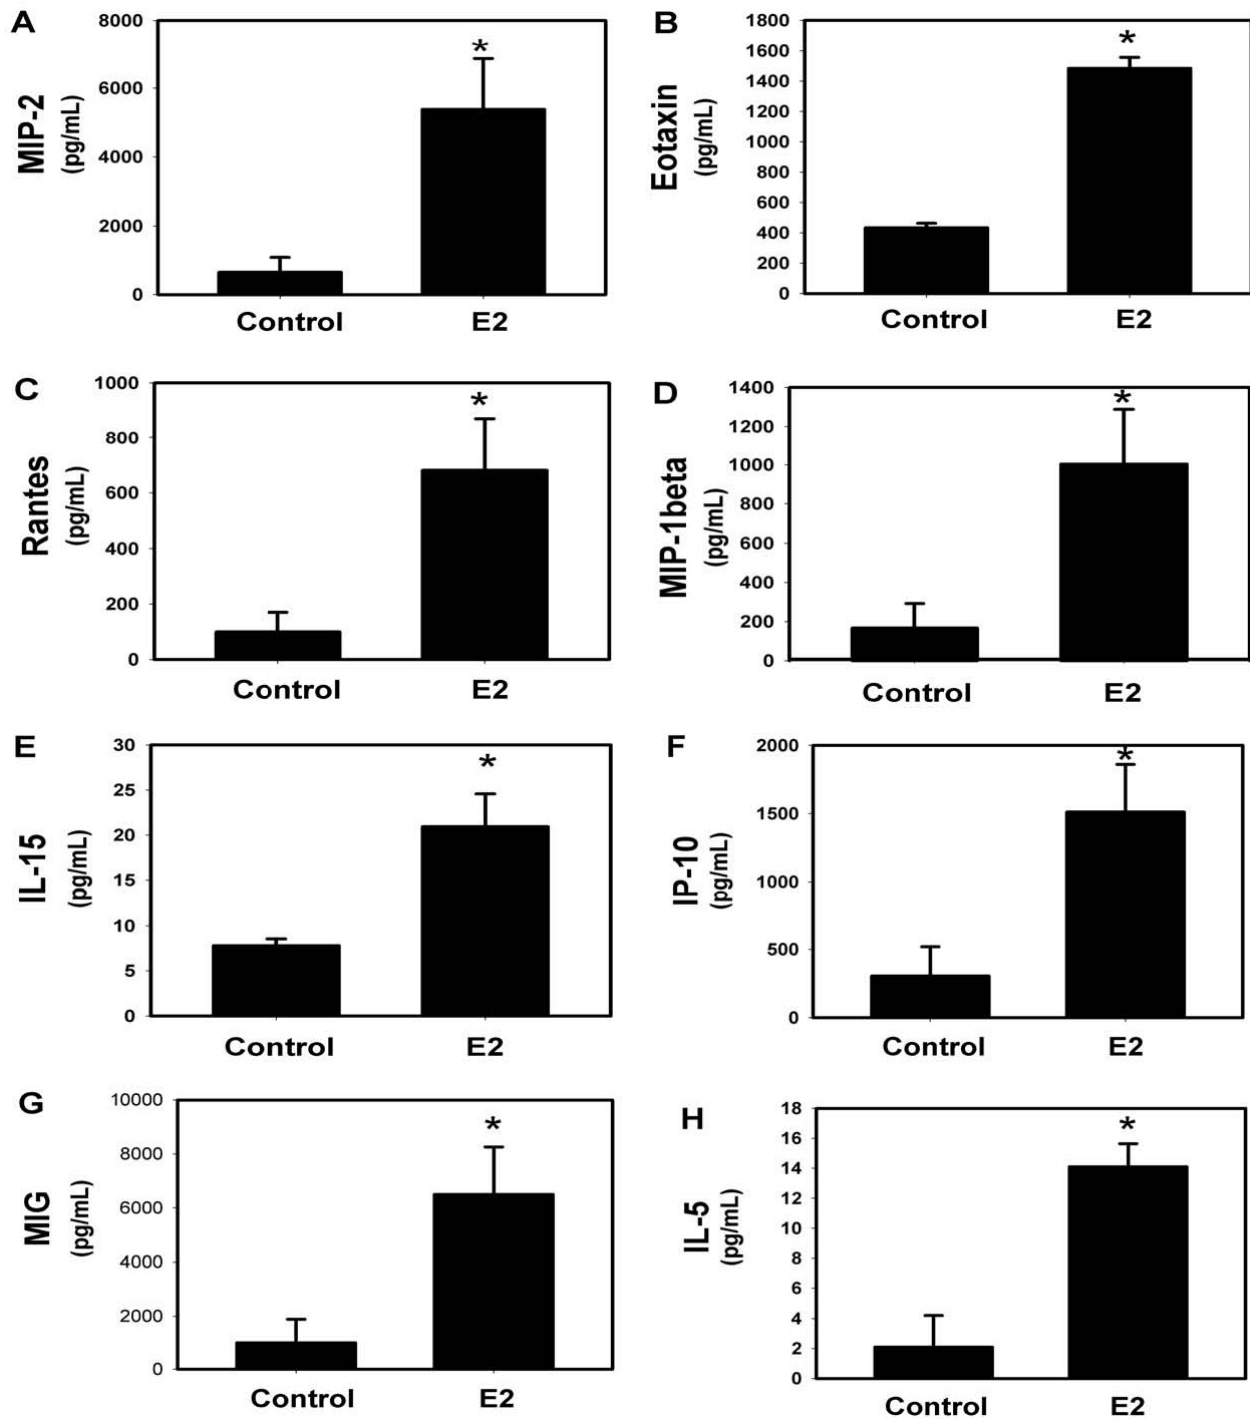 A
MIP-2
(pg/mL)
8000
6000
4000
2000
0
*
Control E2
B
Eotaxin
(pg/mL)
1800
1600
1400
1200
1000
800
600
400
200
0
*
Control E2
C
Rantes
(pg/mL)
1000
800
600
400
200
0
*
Control E2
D
MIP-1beta
(pg/mL)
1400
1200
1000
800
600
400
200
0
*
Control E2
E
IL-15
(pg/mL)
30
25
20
15
10
5
0
*
Control E2
F
IP-10
(pg/mL)
2000
1500
1000
500
0
*
Control E2
G
MIG
(pg/mL)
10000
8000
6000
4000
2000
0
*
Control E2
H
IL-5
(pg/mL)
18
16
14
12
10
8
6
4
2
0
*
Control E2